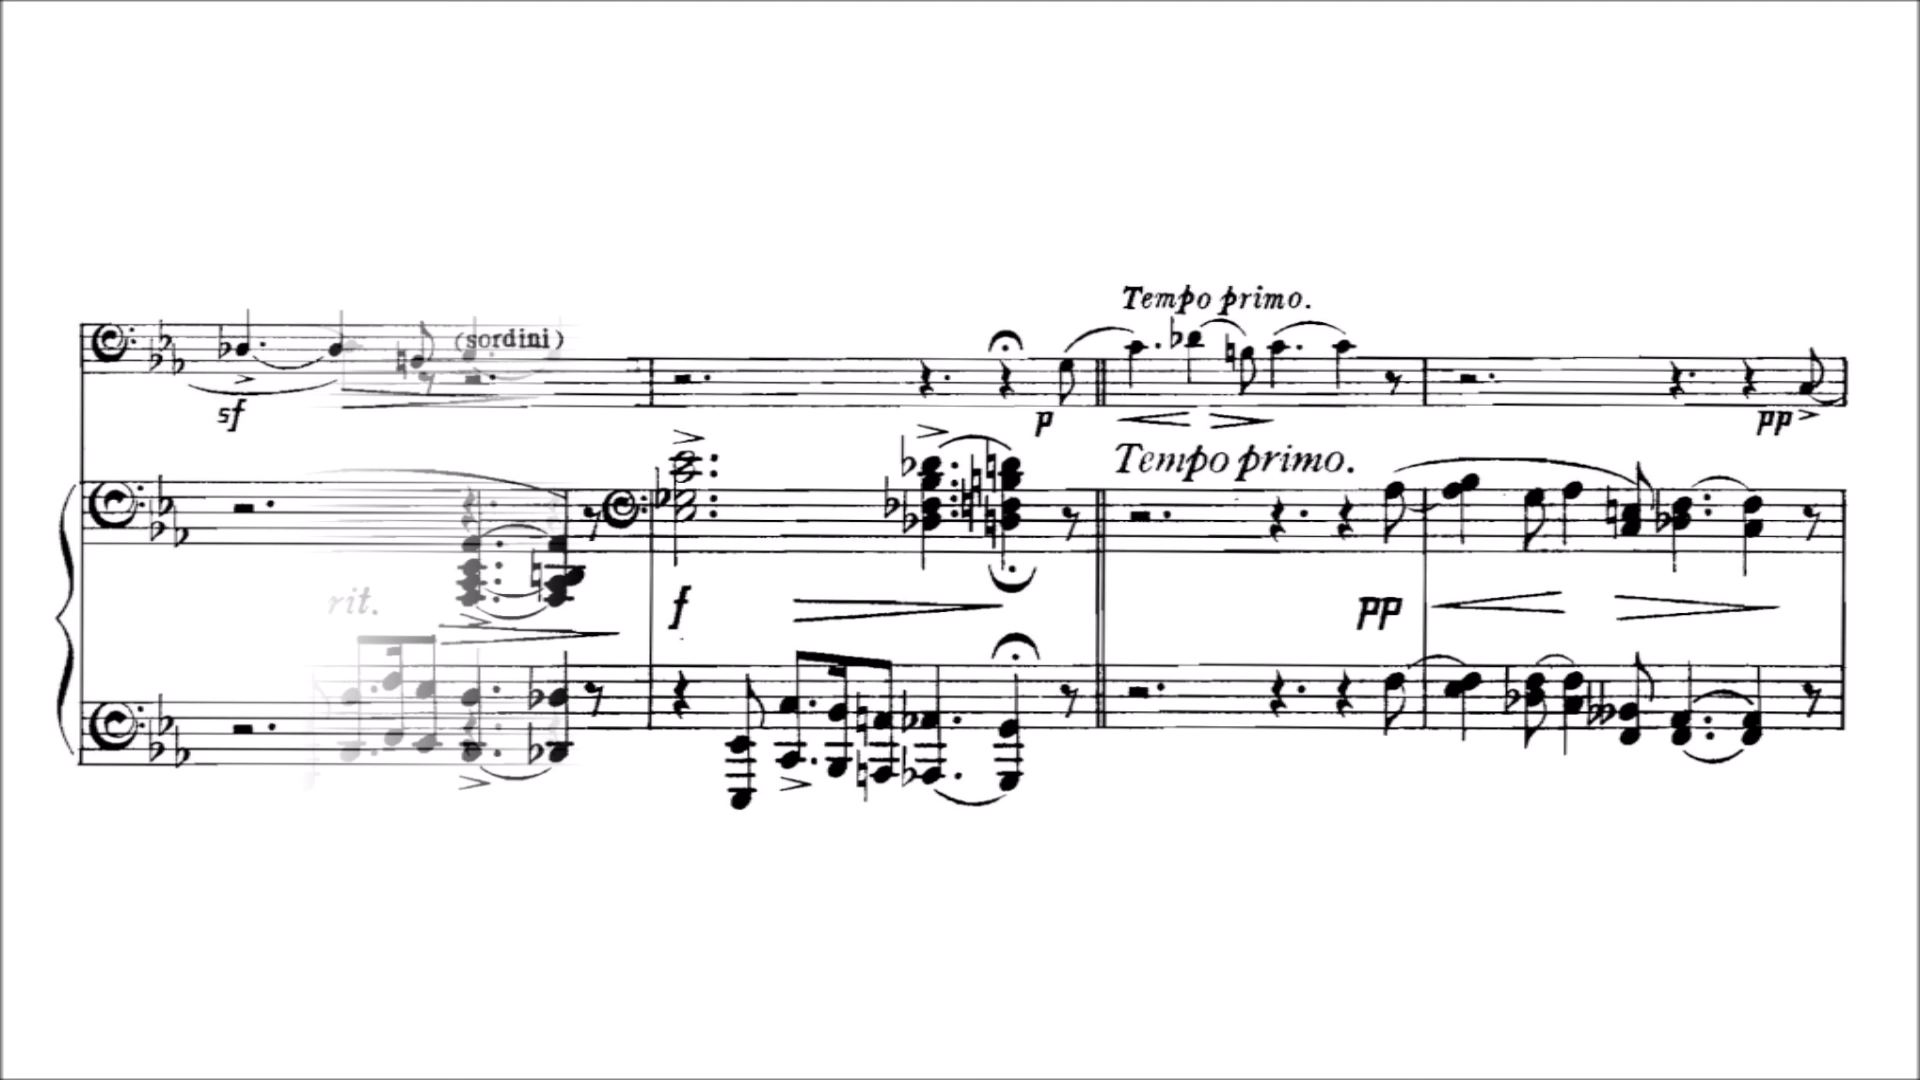 Tempo primo.
(sordini)
sf
p
pp
Tempo primo.
rit.
f
pp